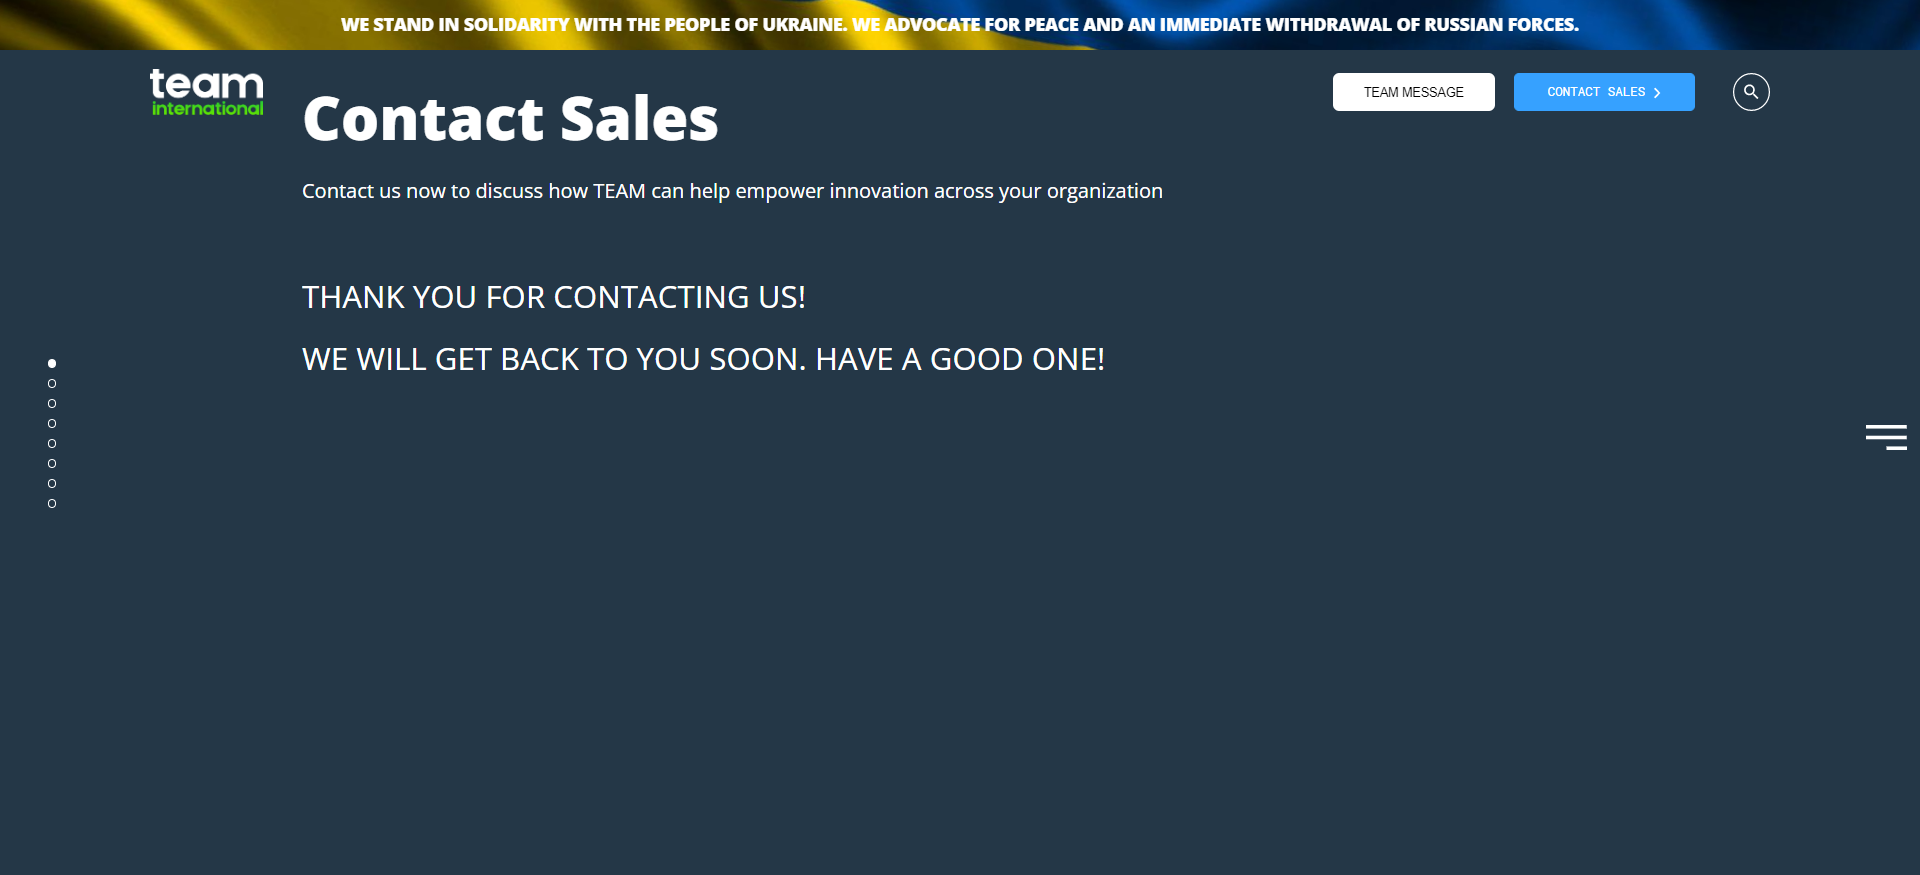 WE STAND IN SOLIDARITY WITH THE PEOPLE OF UKRAINE. WE ADVOCATE FOR PEACE AND AN IMMEDIATE WITHDRAWAL OF RUSSIAN FORCES.
team
international
TEAM MESSAGE
CONTACT SALES
Contact Sales
Contact us now to discuss how TEAM can help empower innovation across your organization
THANK YOU FOR CONTACTING US!
WE WILL GET BACK TO YOU SOON. HAVE A GOOD ONE!